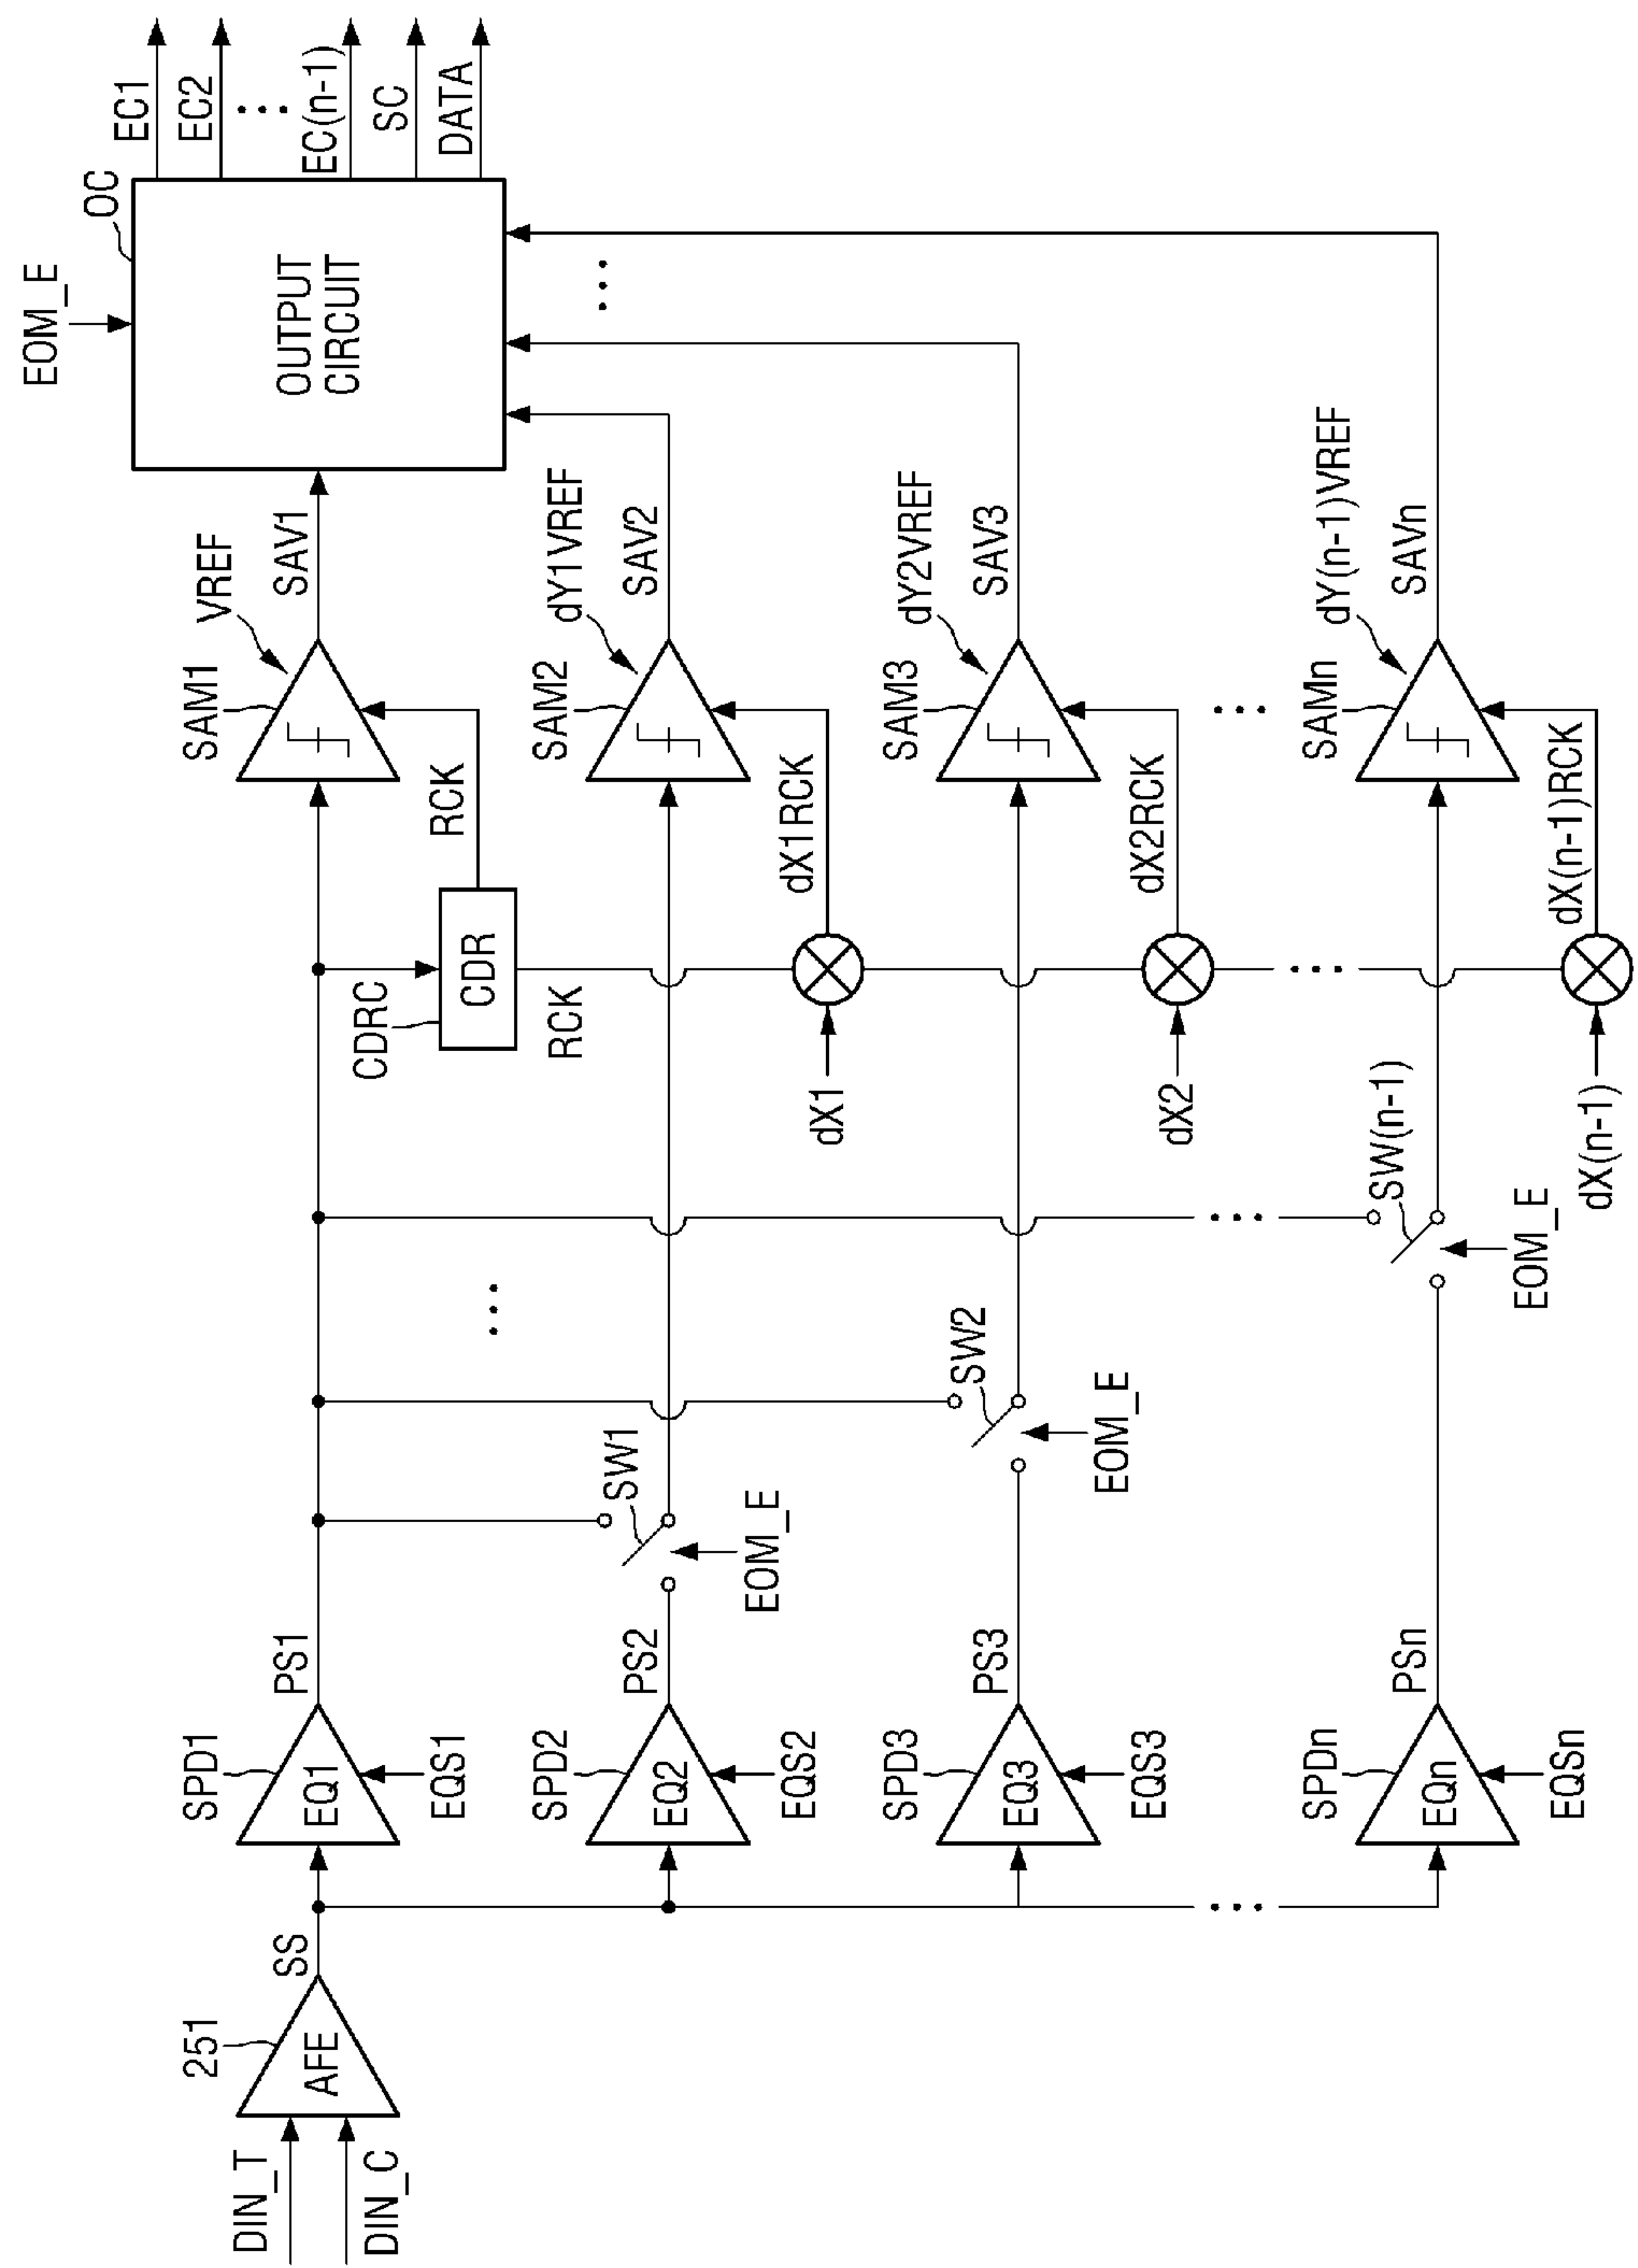 DIN_T
DIN_C
251
AFE
SS
SPD1
EQ1
EQS1
PS1
CDRC
CDR
RCK
RCK
SAM1
VREF
SAV1
EOM_E
OC
OUTPUT
CIRCUIT
EC1
EC2
...
EC(n-1)
SC
DATA
SPD2
EQ2
EQS2
PS2
SW1
EOM_E
...
dX1
dX1RCK
SAM2
dY1VREF
SAV2
SPD3
EQ3
EQS3
PS3
SW2
EOM_E
dX2
dX2RCK
SAM3
dY2VREF
SAV3
...
...
...
...
...
SPDn
EQn
EQSn
PSn
SW(n-1)
EOM_E
dX(n-1)
dX(n-1)RCK
SAMn
dY(n-1)VREF
SAVn